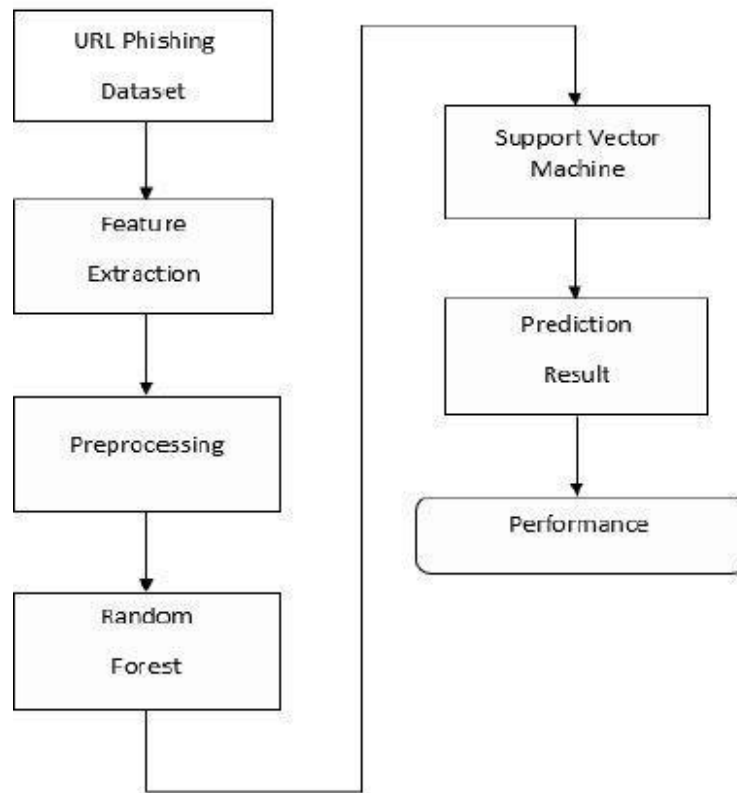 URL Phishing
Dataset
Feature
Extraction
Preprocessing
Random
Forest
Support Vector
Machine
Prediction
Result
Performance